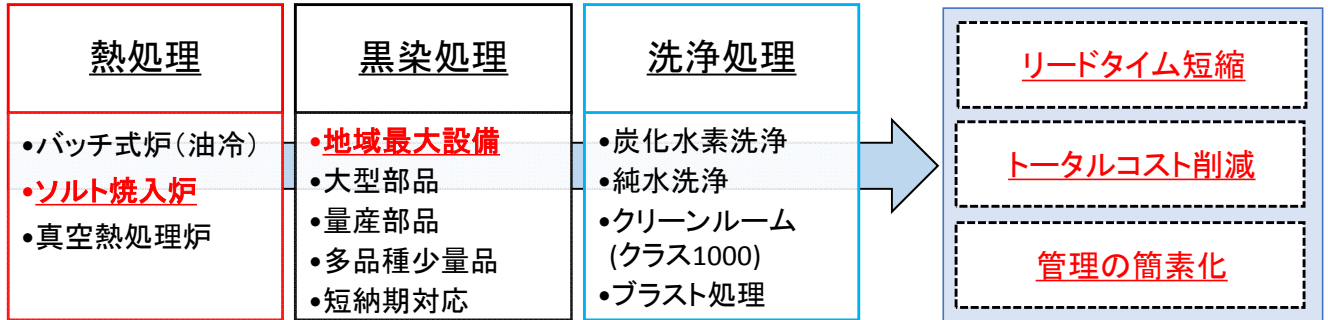 熱処理
•バッチ式炉(油冷)
•ソルト焼入炉
•真空熱処理炉
黒染処理
•地域最大設備
•大型部品
•量産部品
•多品種少量品
•短納期対応
洗浄処理
•炭化水素洗浄
•純水洗浄
•クリーンルーム
(クラス1000)
•ブラスト処理
リードタイム短縮
トータルコスト削減
管理の簡素化